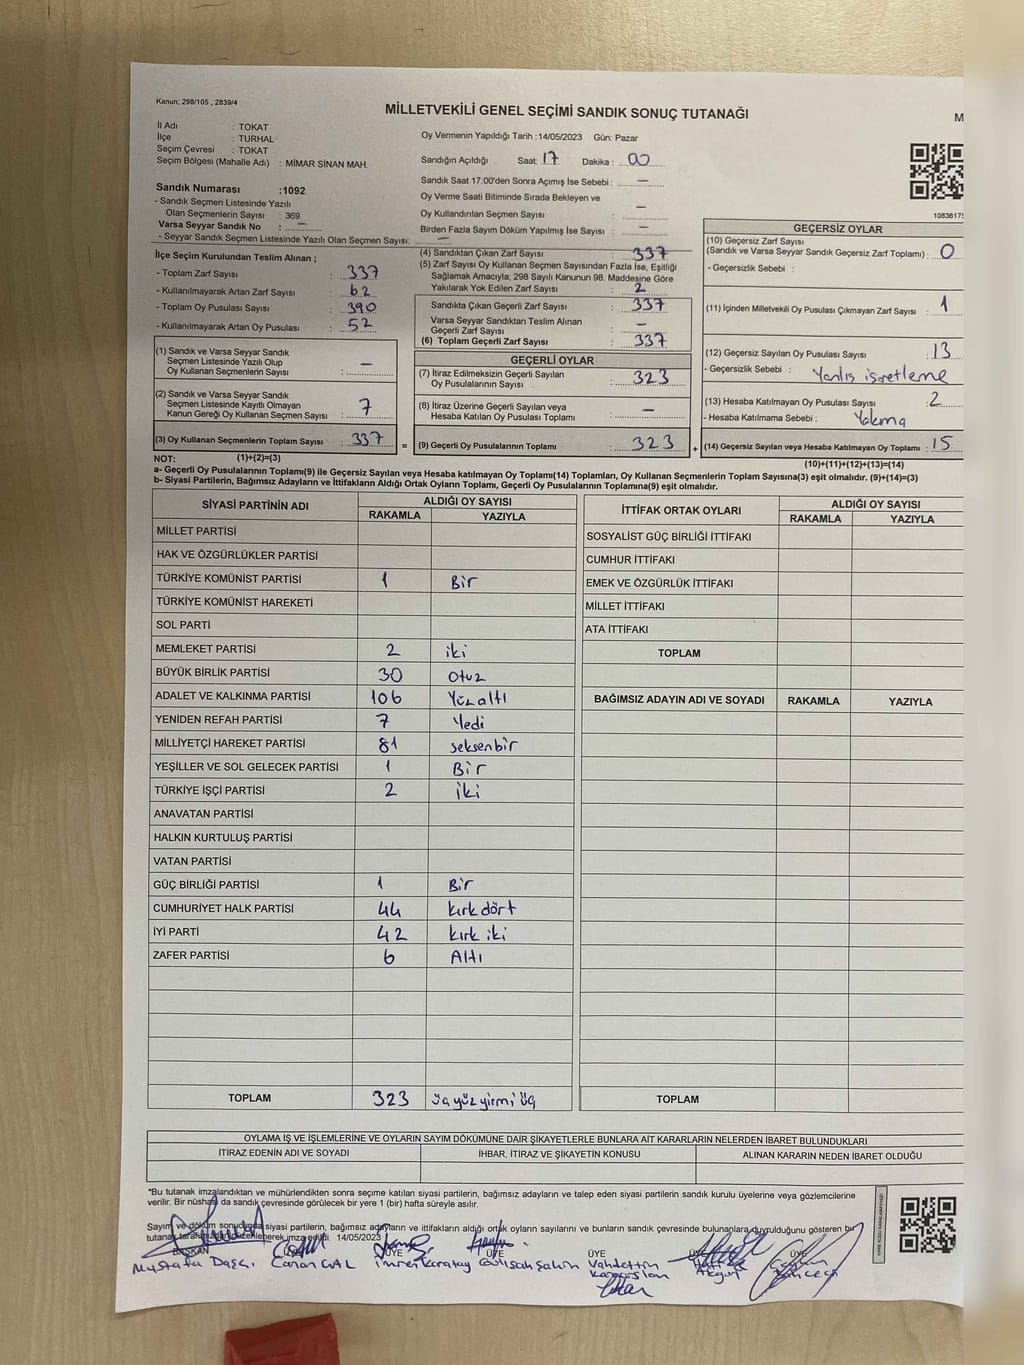 Kanun; 298/105 , 2839/4
MİLLETVEKİLİ GENEL SEÇİMİ SANDIK SONUÇ TUTANAĞI
M
İl Adı : TOKAT
İlçe : TURHAL
Seçim Çevresi : TOKAT
Seçim Bölgesi (Mahalle Adı) : MİMAR SİNAN MAH.
Sandık Numarası :1092
- Sandık Seçmen Listesinde Yazılı
Olan Seçmenlerin Sayısı : 369
Varsa Seyyar Sandık No :
- Seyyar Sandık Seçmen Listesinde Yazılı Olan Seçmen Sayısı: —
Oy Vermenin Yapıldığı Tarih :14/05/2023 Gün: Pazar
Sandığın Açıldığı Saat: 17 Dakika : 00
Sandık Saat 17.00'den Sonra Açımış İse Sebebi : —
Oy Verme Saati Bitiminde Sırada Bekleyen ve
Oy Kullandırılan Seçmen Sayısı : —
Birden Fazla Sayım Döküm Yapılmış İse Sayısı : —
1083617
İlçe Seçim Kurulundan Teslim Alınan ;
- Toplam Zarf Sayısı : 337
- Kullanılmayarak Artan Zarf Sayısı : 62
- Toplam Oy Pusulası Sayısı : 390
- Kullanılmayarak Artan Oy Pusulası : 52
(1) Sandık ve Varsa Seyyar Sandık
Seçmen Listesinde Yazılı Olup
Oy Kullanan Seçmenlerin Sayısı : —
(2) Sandık ve Varsa Seyyar Sandık
Seçmen Listesinde Kayıtlı Olmayan
Kanun Gereği Oy Kullanan Seçmen Sayısı : 7
(3) Oy Kullanan Seçmenlerin Toplam Sayısı : 337
(4) Sandıktan Çıkan Zarf Sayısı : 337
(5) Zarf Sayısı Oy Kullanan Seçmen Sayısından Fazla İse, Eşitliği
Sağlamak Amacıyla, 298 Sayılı Kanunun 98. Maddesine Göre
Yakılarak Yok Edilen Zarf Sayısı : 2
Sandıkta Çıkan Geçerli Zarf Sayısı : 337
Varsa Seyyar Sandıktan Teslim Alınan
Geçerli Zarf Sayısı : —
(6) Toplam Geçerli Zarf Sayısı : 337
GEÇERLİ OYLAR
(7) İtiraz Edilmeksizin Geçerli Sayılan
Oy Pusulalarının Sayısı : 323
(8) İtiraz Üzerine Geçerli Sayılan veya
Hesaba Katılan Oy Pusulası Toplamı : —
= (9) Geçerli Oy Pusulalarının Toplamı : 323
GEÇERSİZ OYLAR
(10) Geçersiz Zarf Sayısı
(Sandık ve Varsa Seyyar Sandık Geçersiz Zarf Toplamı) : 0
- Geçersizlik Sebebi :
(11) İçinden Milletvekili Oy Pusulası Çıkmayan Zarf Sayısı : 1
(12) Geçersiz Sayılan Oy Pusulası Sayısı : 13
- Geçersizlik Sebebi : Yanlış işaretleme
(13) Hesaba Katılmayan Oy Pusulası Sayısı : 2
- Hesaba Katılmama Sebebi : Yakma
+ (14) Geçersiz Sayılan veya Hesaba Katılmayan Oy Toplamı : 15
NOT: (1)+(2)=(3)
(10)+(11)+(12)+(13)=(14)
a- Geçerli Oy Pusulalarının Toplamı(9) ile Geçersiz Sayılan veya Hesaba katılmayan Oy Toplamı(14) Toplamları, Oy Kullanan Seçmenlerin Toplam Sayısına(3) eşit olmalıdır. (9)+(14)=(3)
b- Siyasi Partilerin, Bağımsız Adayların ve İttifakların Aldığı Ortak Oyların Toplamı, Geçerli Oy Pusulalarının Toplamına(9) eşit olmalıdır.
SİYASİ PARTİNİN ADI ALDIĞI OY SAYISI
RAKAMLA YAZIYLA
MİLLET PARTİSİ
HAK VE ÖZGÜRLÜKLER PARTİSİ
TÜRKİYE KOMÜNİST PARTİSİ 1 Bir
TÜRKİYE KOMÜNİST HAREKETİ
SOL PARTİ
MEMLEKET PARTİSİ 2 iki
BÜYÜK BİRLİK PARTİSİ 30 otuz
ADALET VE KALKINMA PARTİSİ 106 Yüz altı
YENİDEN REFAH PARTİSİ 7 Yedi
MİLLİYETÇİ HAREKET PARTİSİ 81 seksenbir
YEŞİLLER VE SOL GELECEK PARTİSİ 1 Bir
TÜRKİYE İŞÇİ PARTİSİ 2 iki
ANAVATAN PARTİSİ
HALKIN KURTULUŞ PARTİSİ
VATAN PARTİSİ
GÜÇ BİRLİĞİ PARTİSİ 1 Bir
CUMHURİYET HALK PARTİSİ 44 kırk dört
İYİ PARTİ 42 kırk iki
ZAFER PARTİSİ 6 Altı
TOPLAM 323 üçyüzyirmi üç
İTTİFAK ORTAK OYLARI ALDIĞI OY SAYISI
RAKAMLA YAZIYLA
SOSYALİST GÜÇ BİRLİĞİ İTTİFAKI
CUMHUR İTTİFAKI
EMEK VE ÖZGÜRLÜK İTTİFAKI
MİLLET İTTİFAKI
ATA İTTİFAKI
TOPLAM
BAĞIMSIZ ADAYIN ADI VE SOYADI RAKAMLA YAZIYLA
TOPLAM
OYLAMA İŞ VE İŞLEMLERİNE VE OYLARIN SAYIM DÖKÜMÜNE DAİR ŞİKAYETLERLE BUNLARA AİT KARARLARIN NELERDEN İBARET BULUNDUKLARI
İTİRAZ EDENİN ADI VE SOYADI İHBAR, İTİRAZ VE ŞİKAYETİN KONUSU ALINAN KARARIN NEDEN İBARET OLDUĞU
*Bu tutanak imzalandıktan ve mühürlendikten sonra seçime katılan siyasi partilerin, bağımsız adayların ve talep eden siyasi partilerin sandık kurulu üyelerine veya gözlemcilerine
verilir. Bir nüshası da sandık çevresinde görülecek bir yere 1 (bir) hafta süreyle asılır.
Sayım ve döküm sonucunda siyasi partilerin, bağımsız adayların ve ittifakların aldığı ortak oyların sayılarını ve bunların sandık çevresinde bulunanlara duyrulduğunu gösteren bu
tutanak tarafımızdan düzenlenerek imza edildi. 14/05/2023
BAŞKAN ÜYE ÜYE ÜYE ÜYE ÜYE
Mustafa Dağcı Canan ÜNAL İmren Karatay Gülşah Şahin Vahdettin Akgün